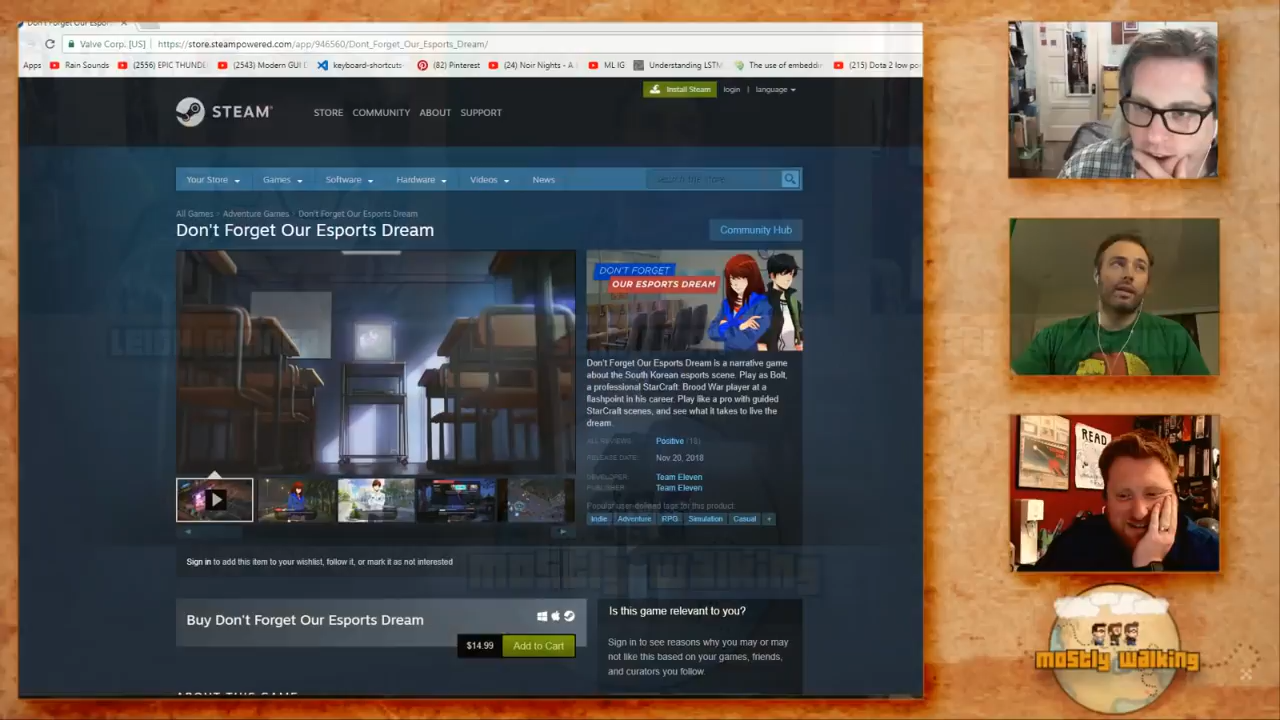 Don't Forget Our Esport
Valve Corp. [US] https://store.steampowered.com/app/946560/Dont_Forget_Our_Esports_Dream/
Apps Rain Sounds (2556) EPIC THUND (2543) Modern GUI D keyboard-shortcuts (82) Pinterest (24) Noir Nights - A ML IG Understanding LSTM The use of embeddi (215) Dota 2 low-p
Install Steam login | language
STEAM
STORE COMMUNITY ABOUT SUPPORT
Your Store Games Software Hardware Videos News search the store
All Games > Adventure Games > Don't Forget Our Esports Dream
Don't Forget Our Esports Dream
Community Hub
DON'T FORGET
OUR ESPORTS DREAM
Don't Forget Our Esports Dream is a narrative game
about the South Korean esports scene. Play as Bolt,
a professional StarCraft: Brood War player at a
flashpoint in his career. Play like a pro with guided
StarCraft scenes, and see what it takes to live the
dream.
ALL REVIEWS: Positive (18)
RELEASE DATE: Nov 20, 2018
DEVELOPER: Team Eleven
PUBLISHER: Team Eleven
Popular user-defined tags for this product:
Indie Adventure RPG Simulation Casual +
Sign in to add this item to your wishlist, follow it, or mark it as not interested
Buy Don't Forget Our Esports Dream
$14.99 Add to Cart
Is this game relevant to you?
Sign in to see reasons why you may or may
not like this based on your games, friends,
and curators you follow.
ABOUT THIS GAME
READ
mostly walking
mostly walking